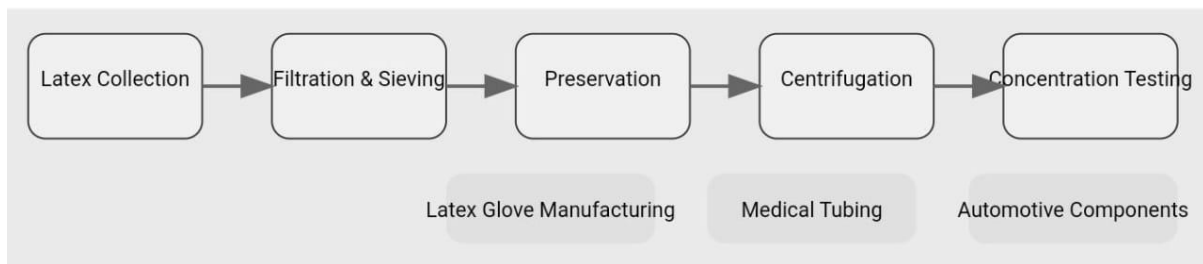 Latex Collection
Filtration & Sieving
Preservation
Centrifugation
Concentration Testing
Latex Glove Manufacturing
Medical Tubing
Automotive Components